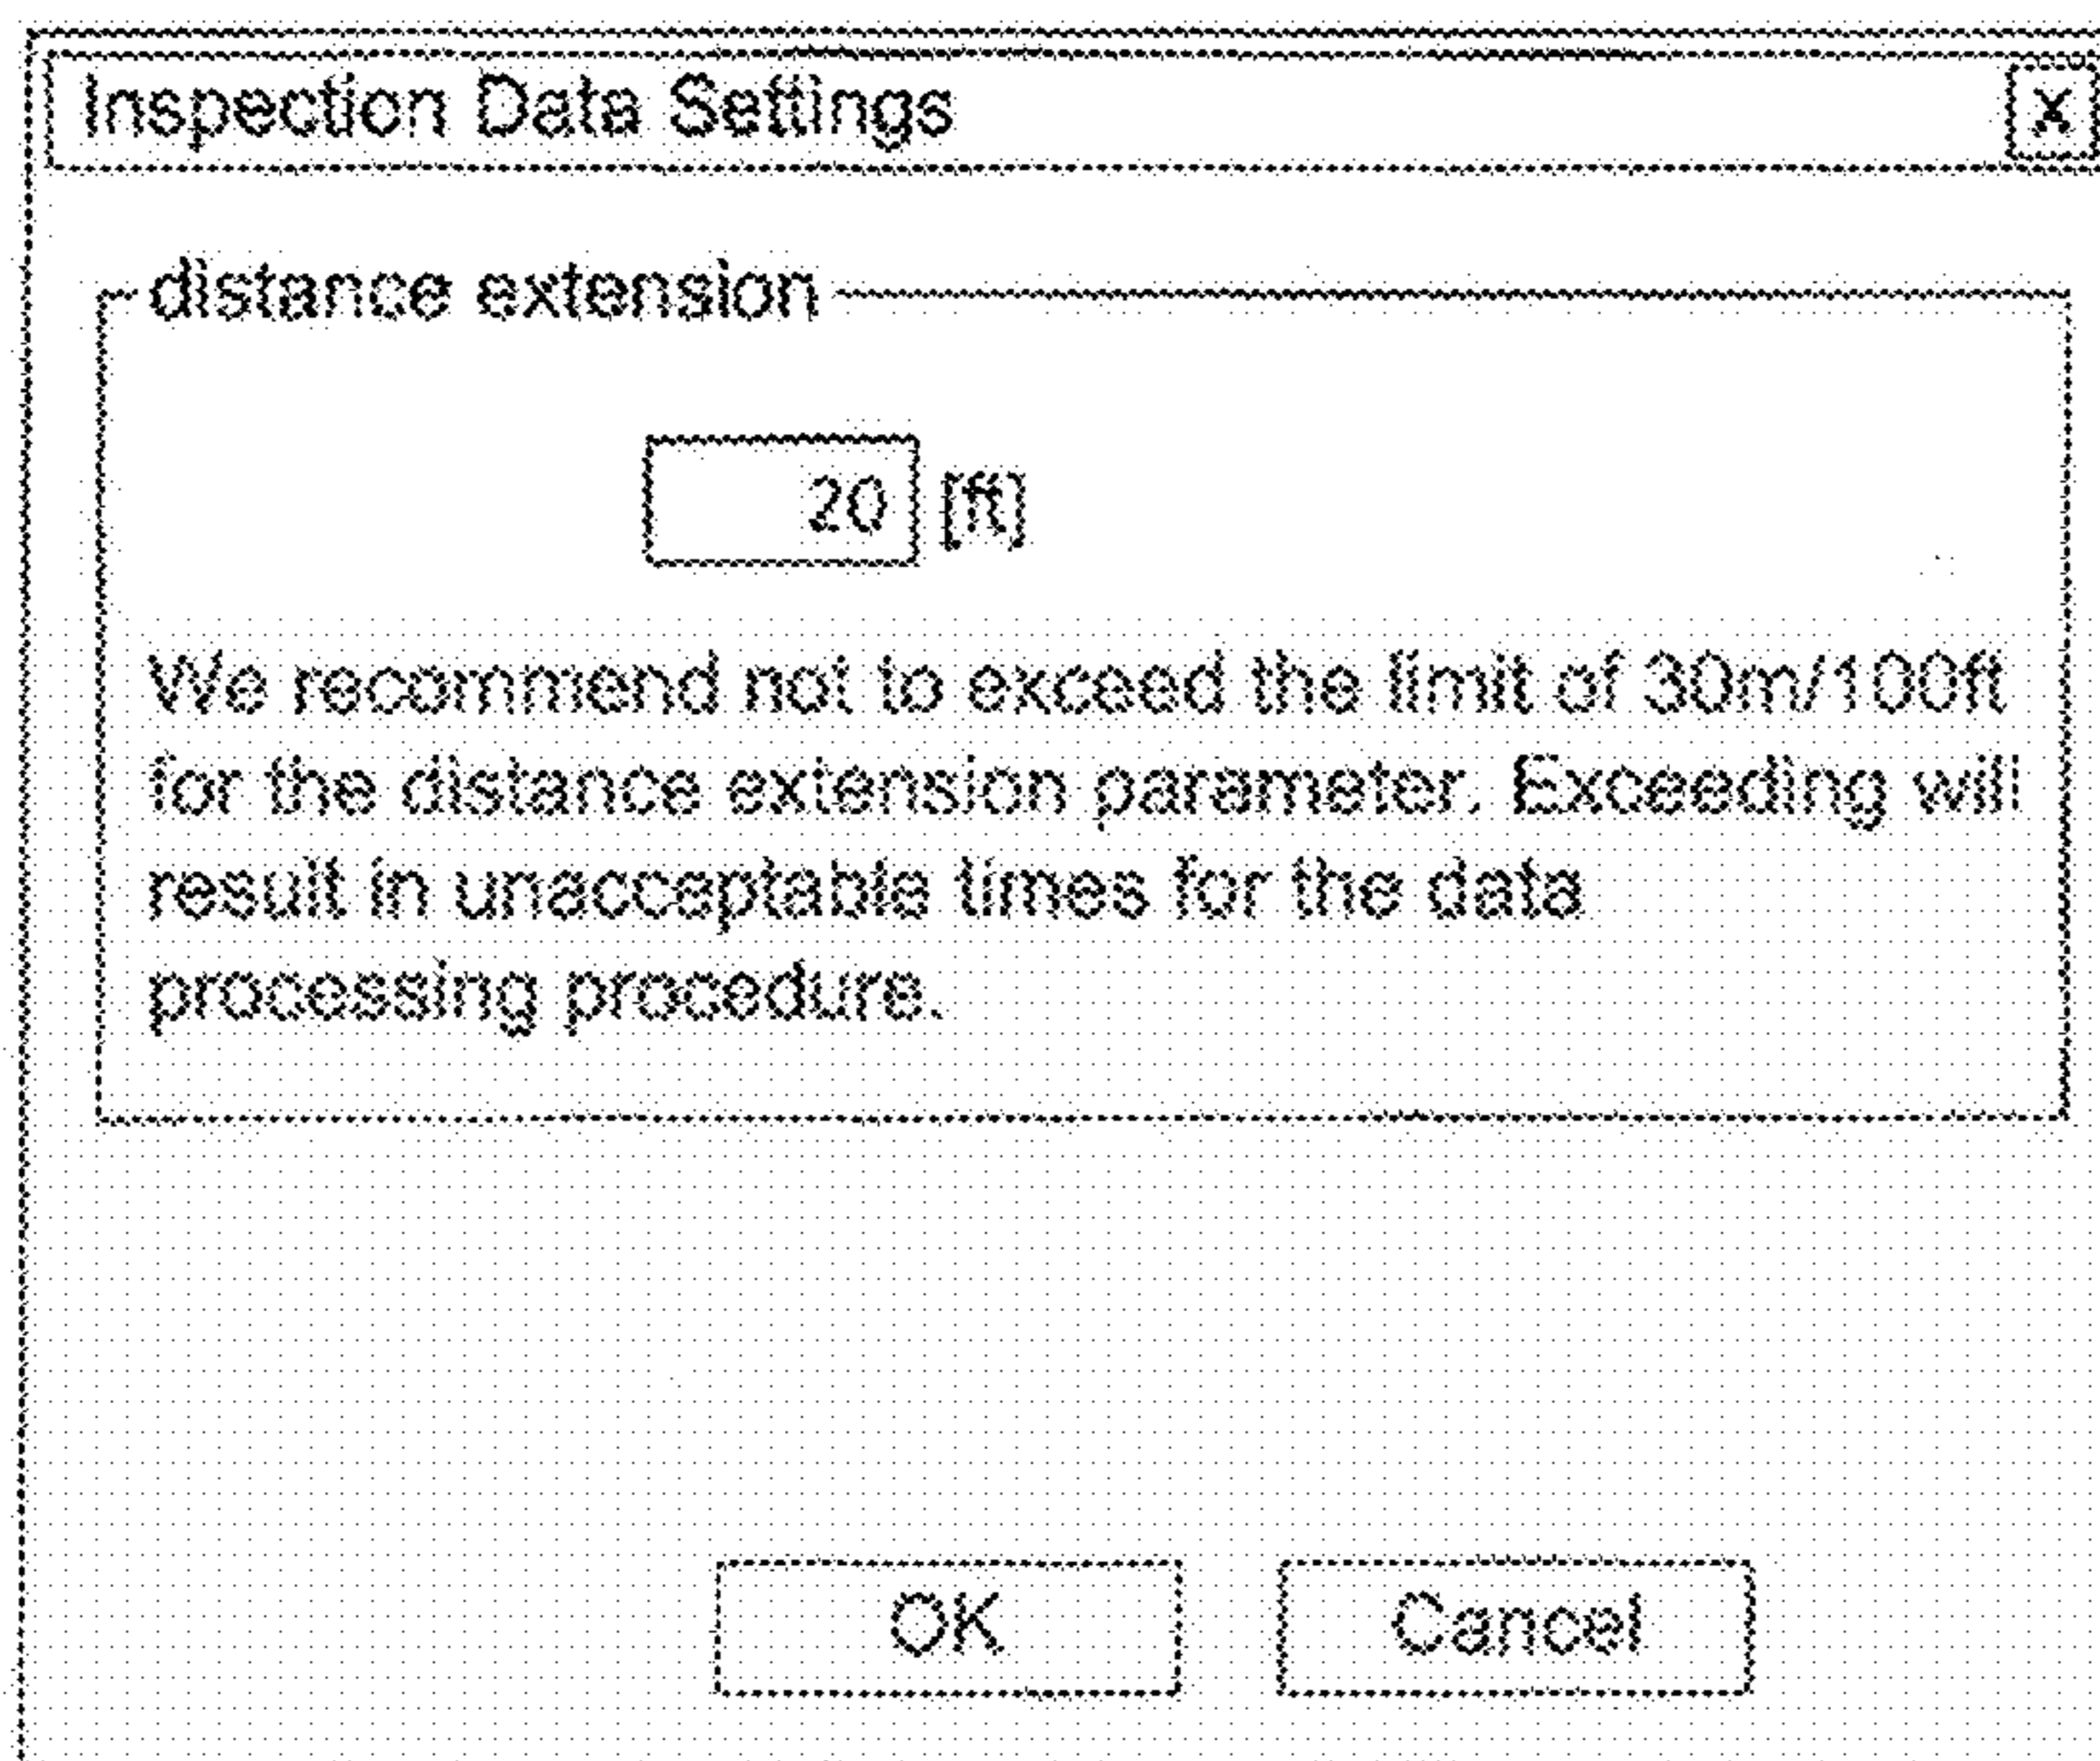 Inspection Data Settings X
distance extension
20 [ft]
We recommend not to exceed the limit of 30m/100ft
for the distance extension parameter. Exceeding will
result in unacceptable times for the data
processing procedure.
OK Cancel